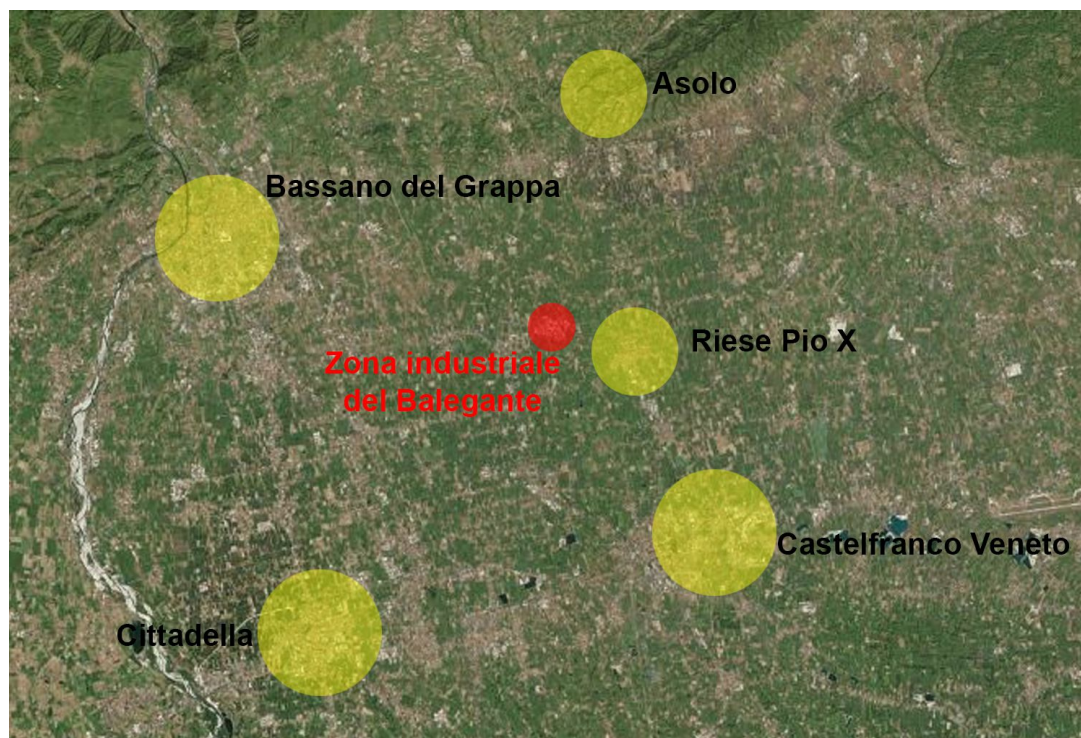 Asolo
Bassano del Grappa
Riese Pio X
Zona industriale
del Balegante
Castelfranco Veneto
Cittadella